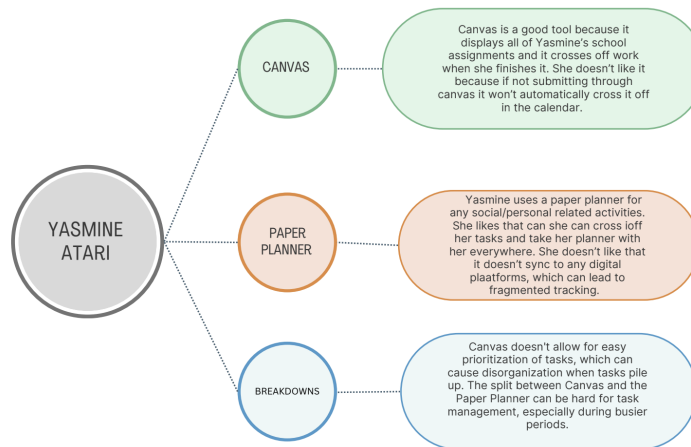 YASMINE
ATARI
CANVAS
Canvas is a good tool because it
displays all of Yasmine's school
assignments and it crosses off work
when she finishes it. She doesn't like it
because if not submitting through
canvas it won't automatically cross it off
in the calendar.
PAPER
PLANNER
Yasmine uses a paper planner for
any social/personal related activities.
She likes that can she can cross ioff
her tasks and take her planner with
her everywhere. She doesn't like that
it doesn't sync to any digital
plaatforms, which can lead to
fragmented tracking.
BREAKDOWNS
Canvas doesn't allow for easy
prioritization of tasks, which can
cause disorganization when tasks pile
up. The split between Canvas and the
Paper Planner can be hard for task
management, especially during busier
periods.